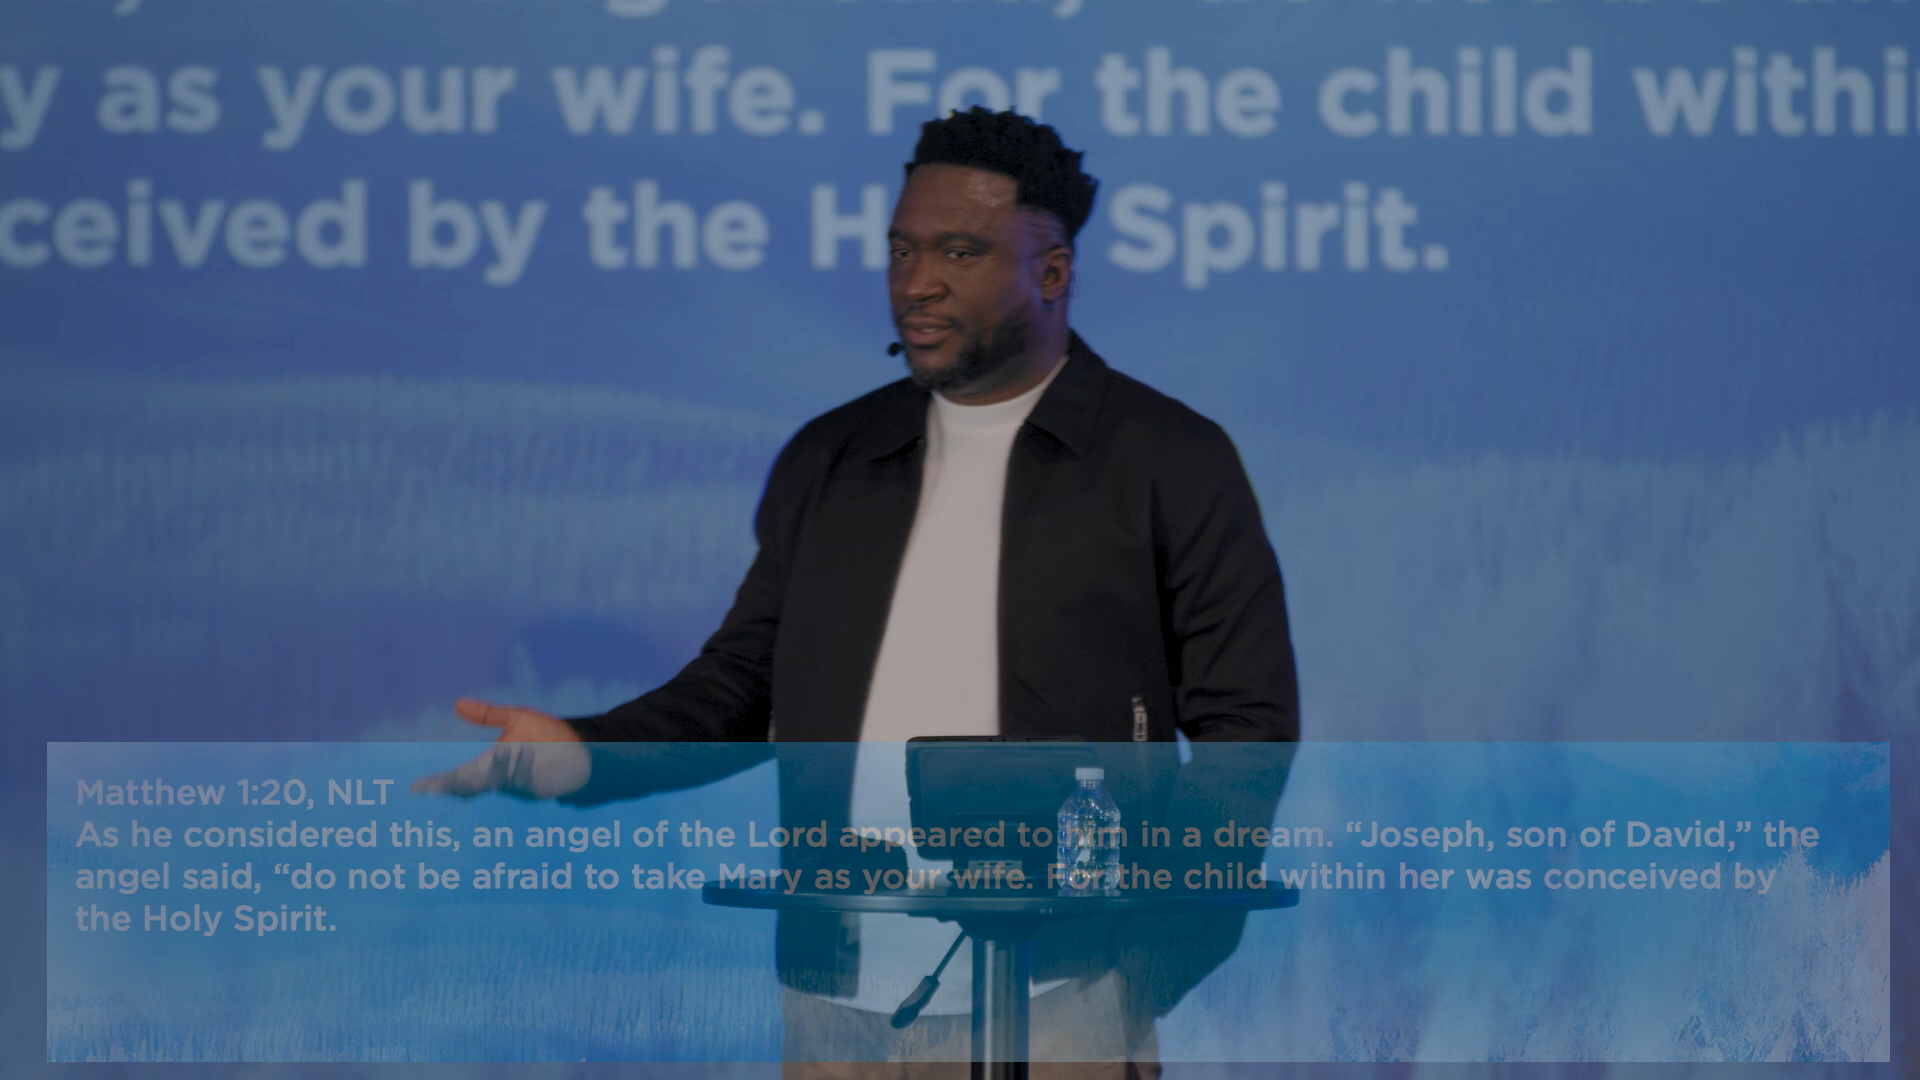 y as your wife. For the child withi
ceived by the H Spirit.
Matthew 1:20, NLT
As he considered this, an angel of the Lord appeared to him in a dream. “Joseph, son of David,” the
angel said, “do not be afraid to take Mary as your wife. For the child within her was conceived by
the Holy Spirit.